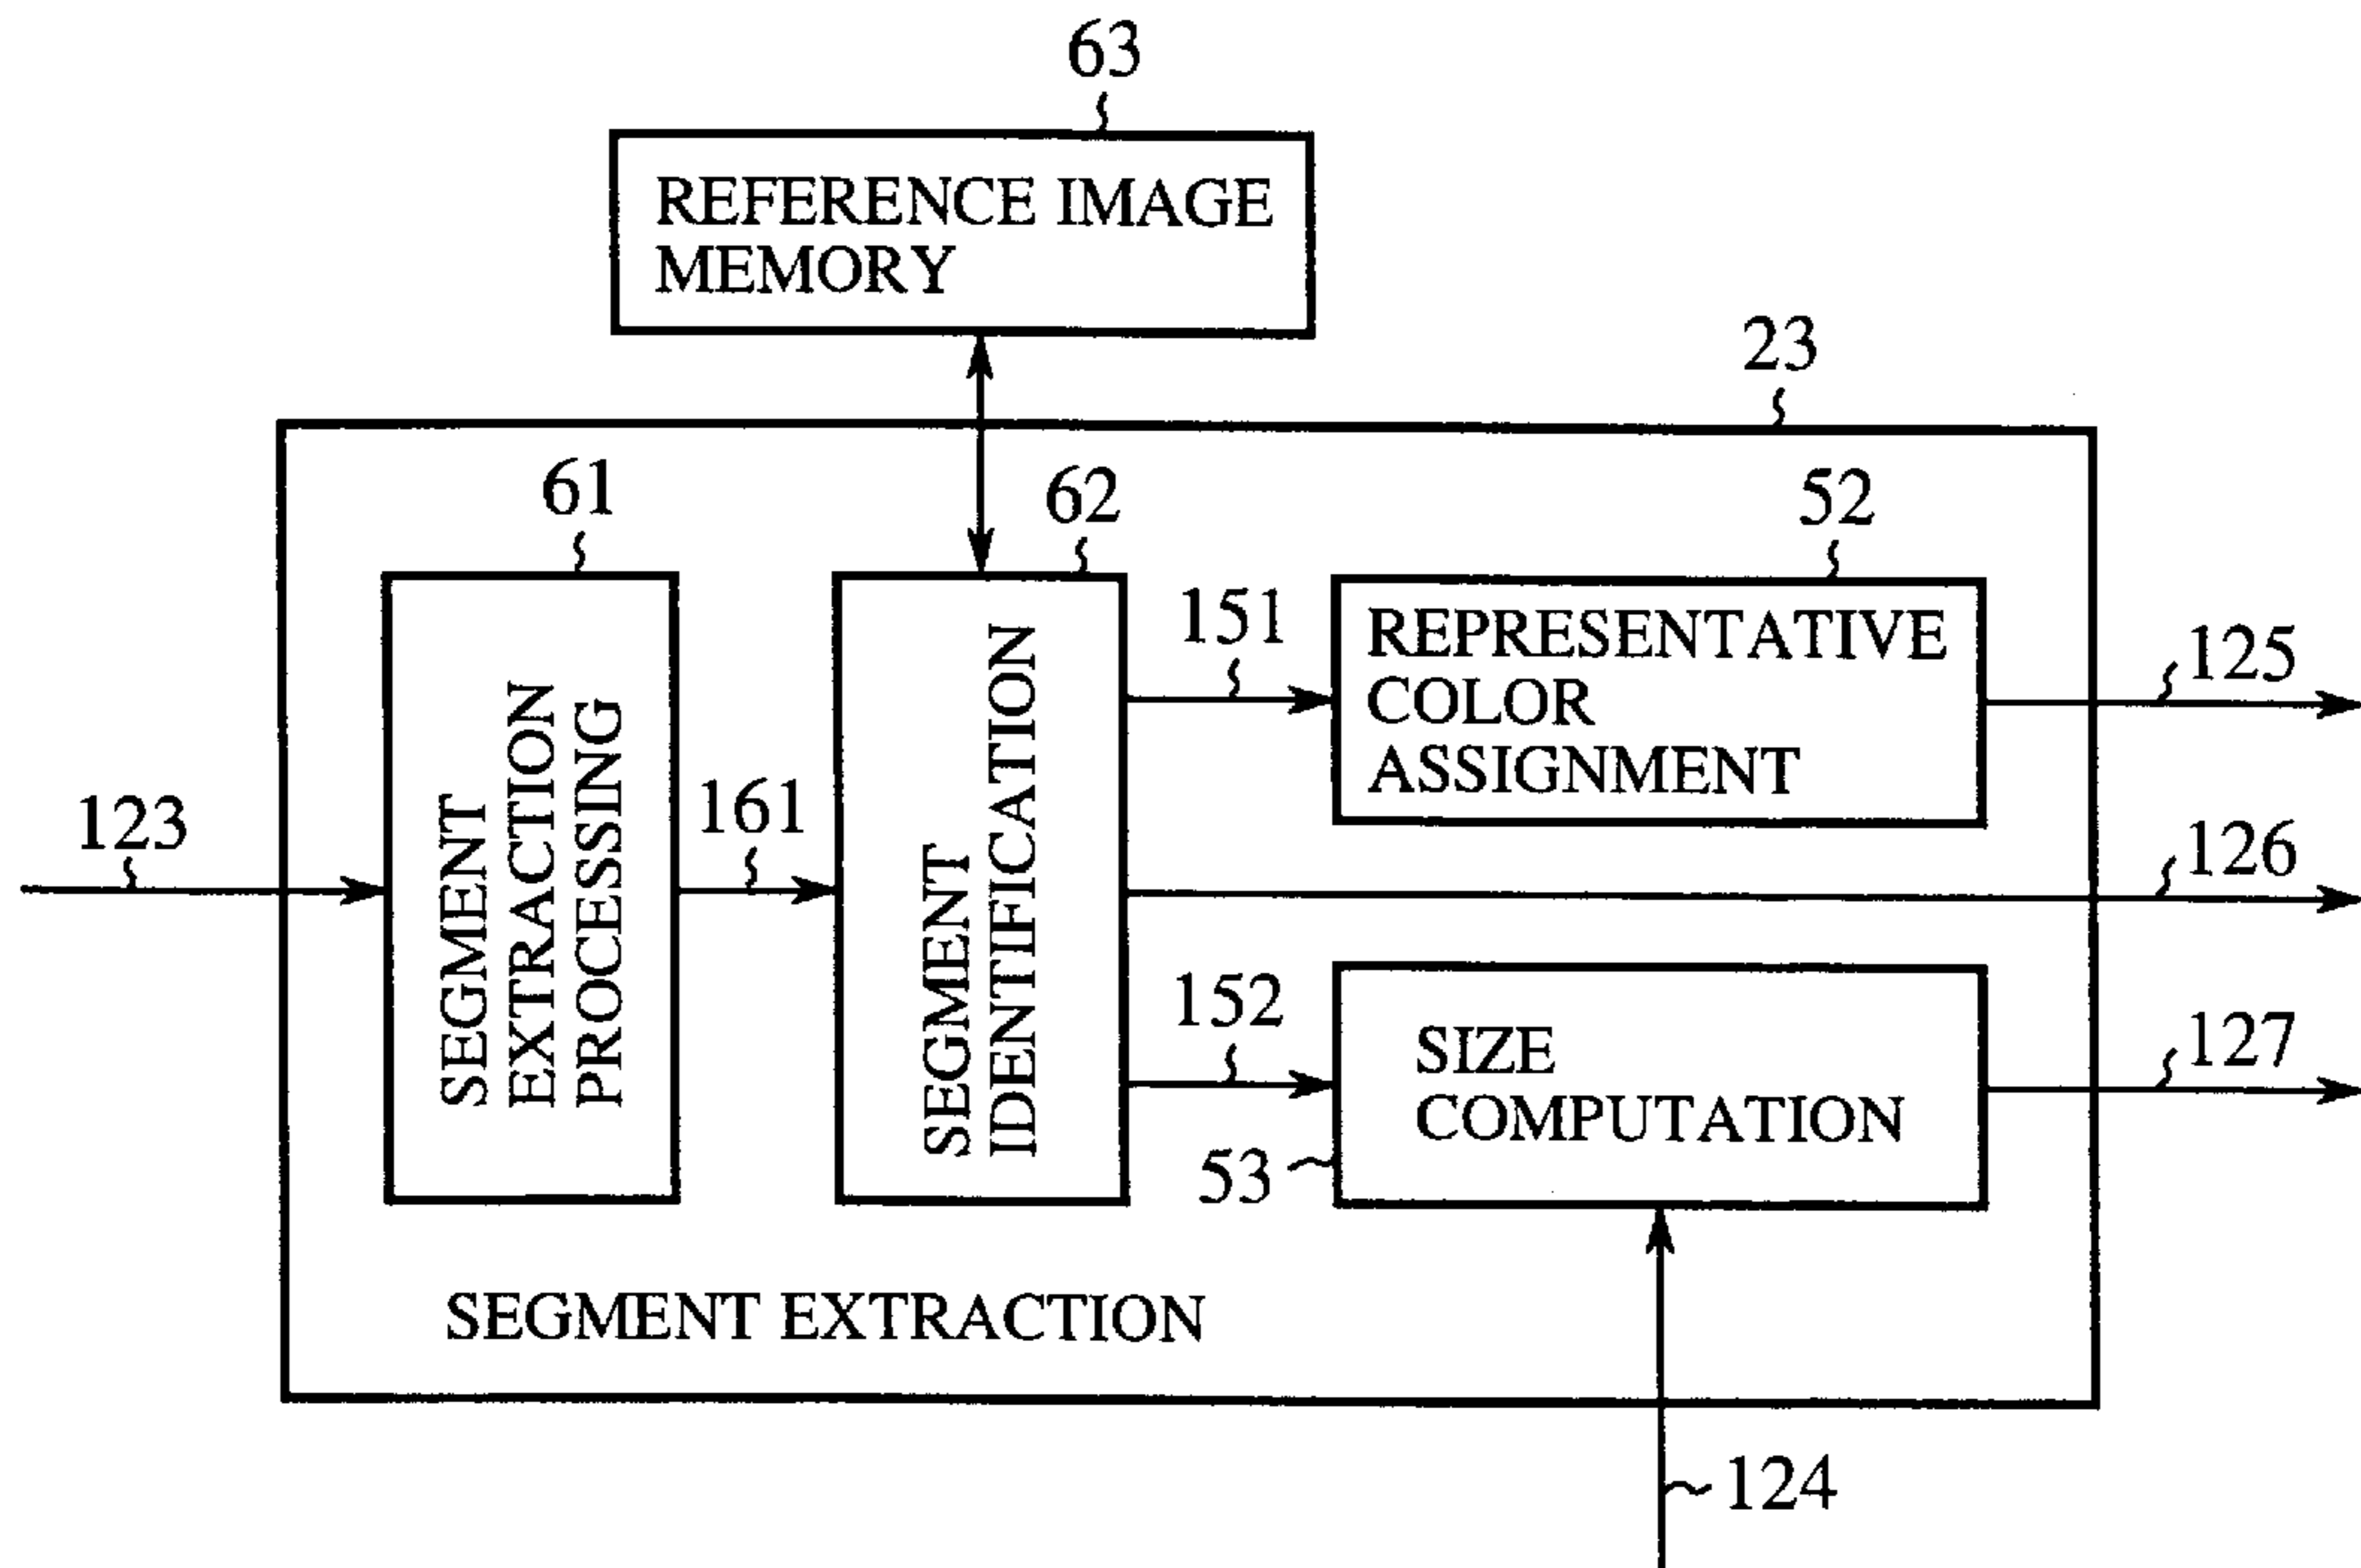 63
REFERENCE IMAGE
MEMORY
23
61
62
52
SEGMENT
EXTRACTION
PROCESSING
SEGMENT
IDENTIFICATION
151
REPRESENTATIVE
COLOR
ASSIGNMENT
125
123
161
126
152
SIZE
COMPUTATION
127
53
SEGMENT EXTRACTION
124